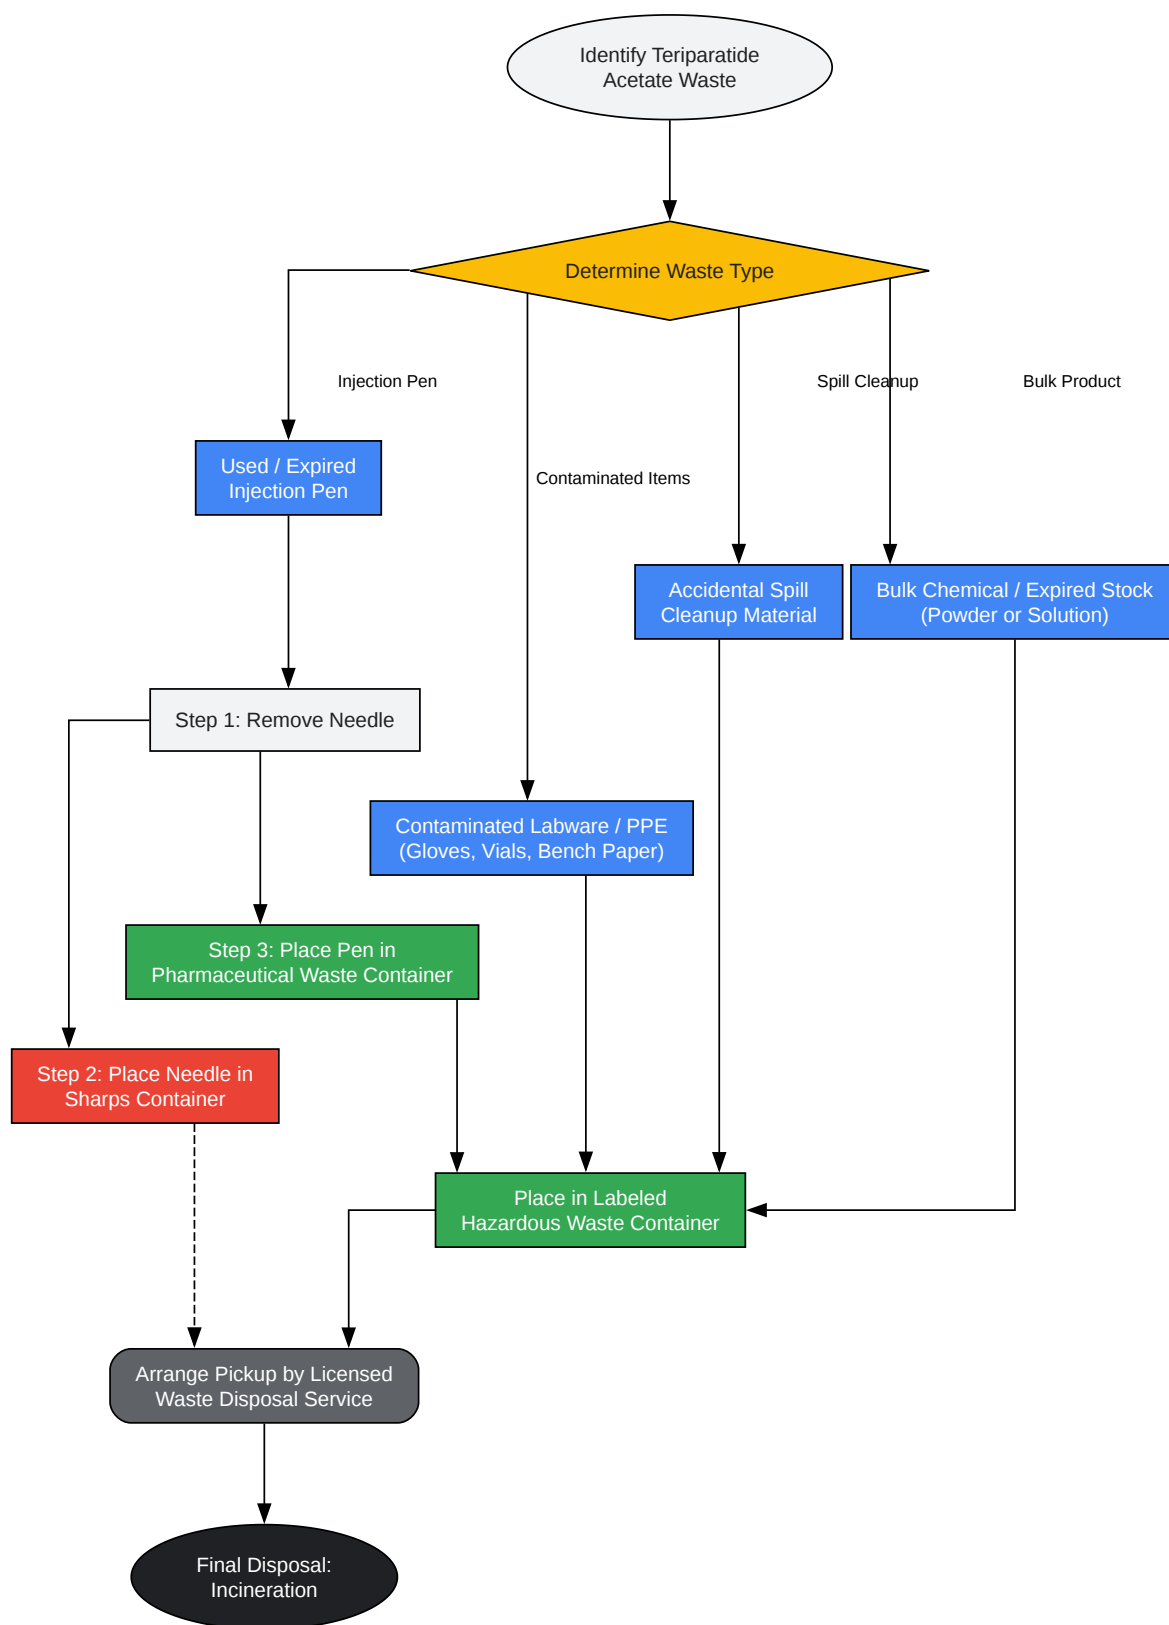 Identify Teriparatide
Acetate Waste
Determine Waste Type
Injection Pen
Spill Cleanup
Bulk Product
Used / Expired
Injection Pen
Contaminated Items
Accidental Spill
Cleanup Material
Bulk Chemical / Expired Stock
(Powder or Solution)
Step 1: Remove Needle
Contaminated Labware / PPE
(Gloves, Vials, Bench Paper)
Step 3: Place Pen in
Pharmaceutical Waste Container
Step 2: Place Needle in
Sharps Container
Place in Labeled
Hazardous Waste Container
Arrange Pickup by Licensed
Waste Disposal Service
Final Disposal:
Incineration